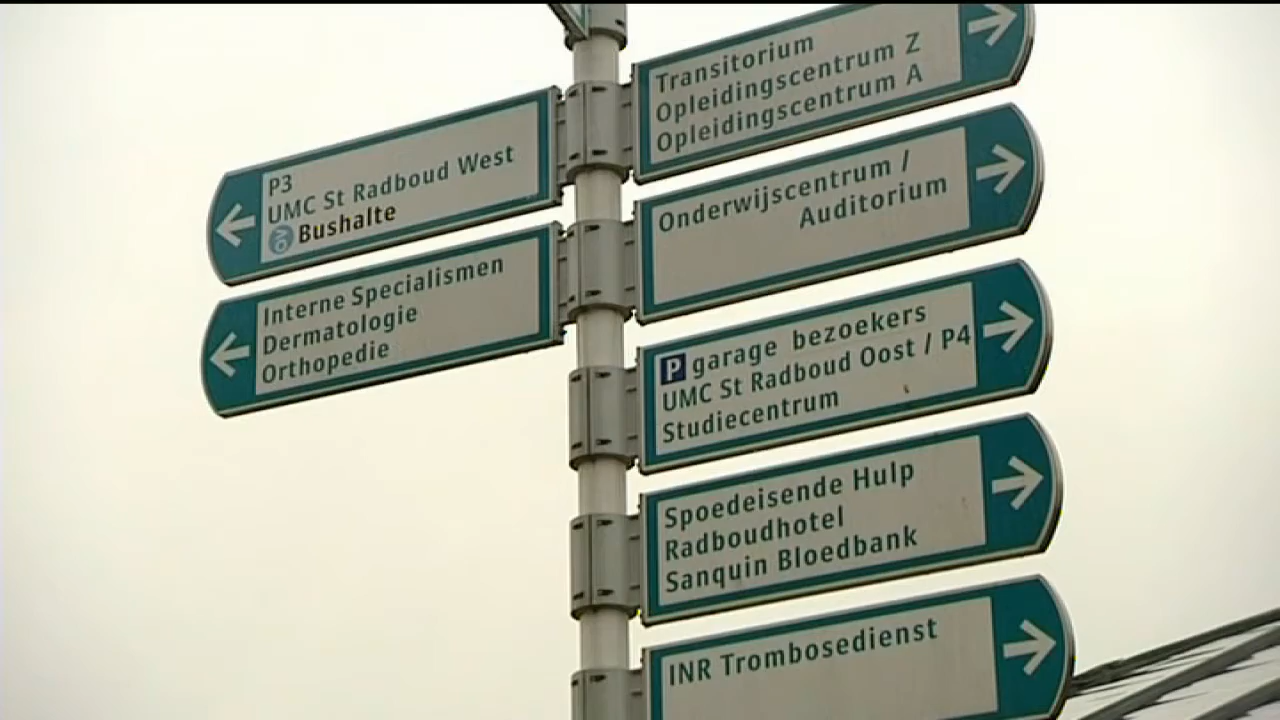 P3
UMC St Radboud West
Bushalte
Interne Specialismen
Dermatologie
Orthopedie
Transitorium
Opleidingscentrum Z
Opleidingscentrum A
Onderwijscentrum /
Auditorium
P garage bezoekers
UMC St Radboud Oost / P4
Studiecentrum
Spoedeisende Hulp
Radboudhotel
Sanquin Bloedbank
INR Trombosedienst